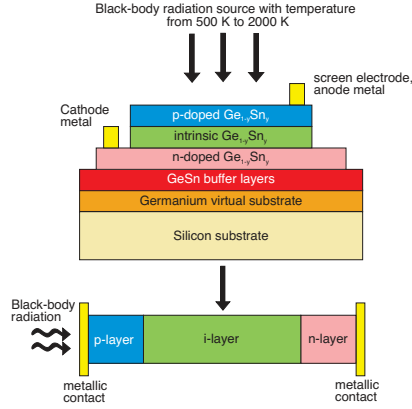 Black-body radiation source with temperature
from 500 K to 2000 K
screen electrode,
anode metal
Cathode
metal
p-doped Ge₁₋ySny
intrinsic Ge₁₋ySny
n-doped Ge₁₋ySny
GeSn buffer layers
Germanium virtual substrate
Silicon substrate
Black-body
radiation
p-layer
i-layer
n-layer
metallic
contact
metallic
contact